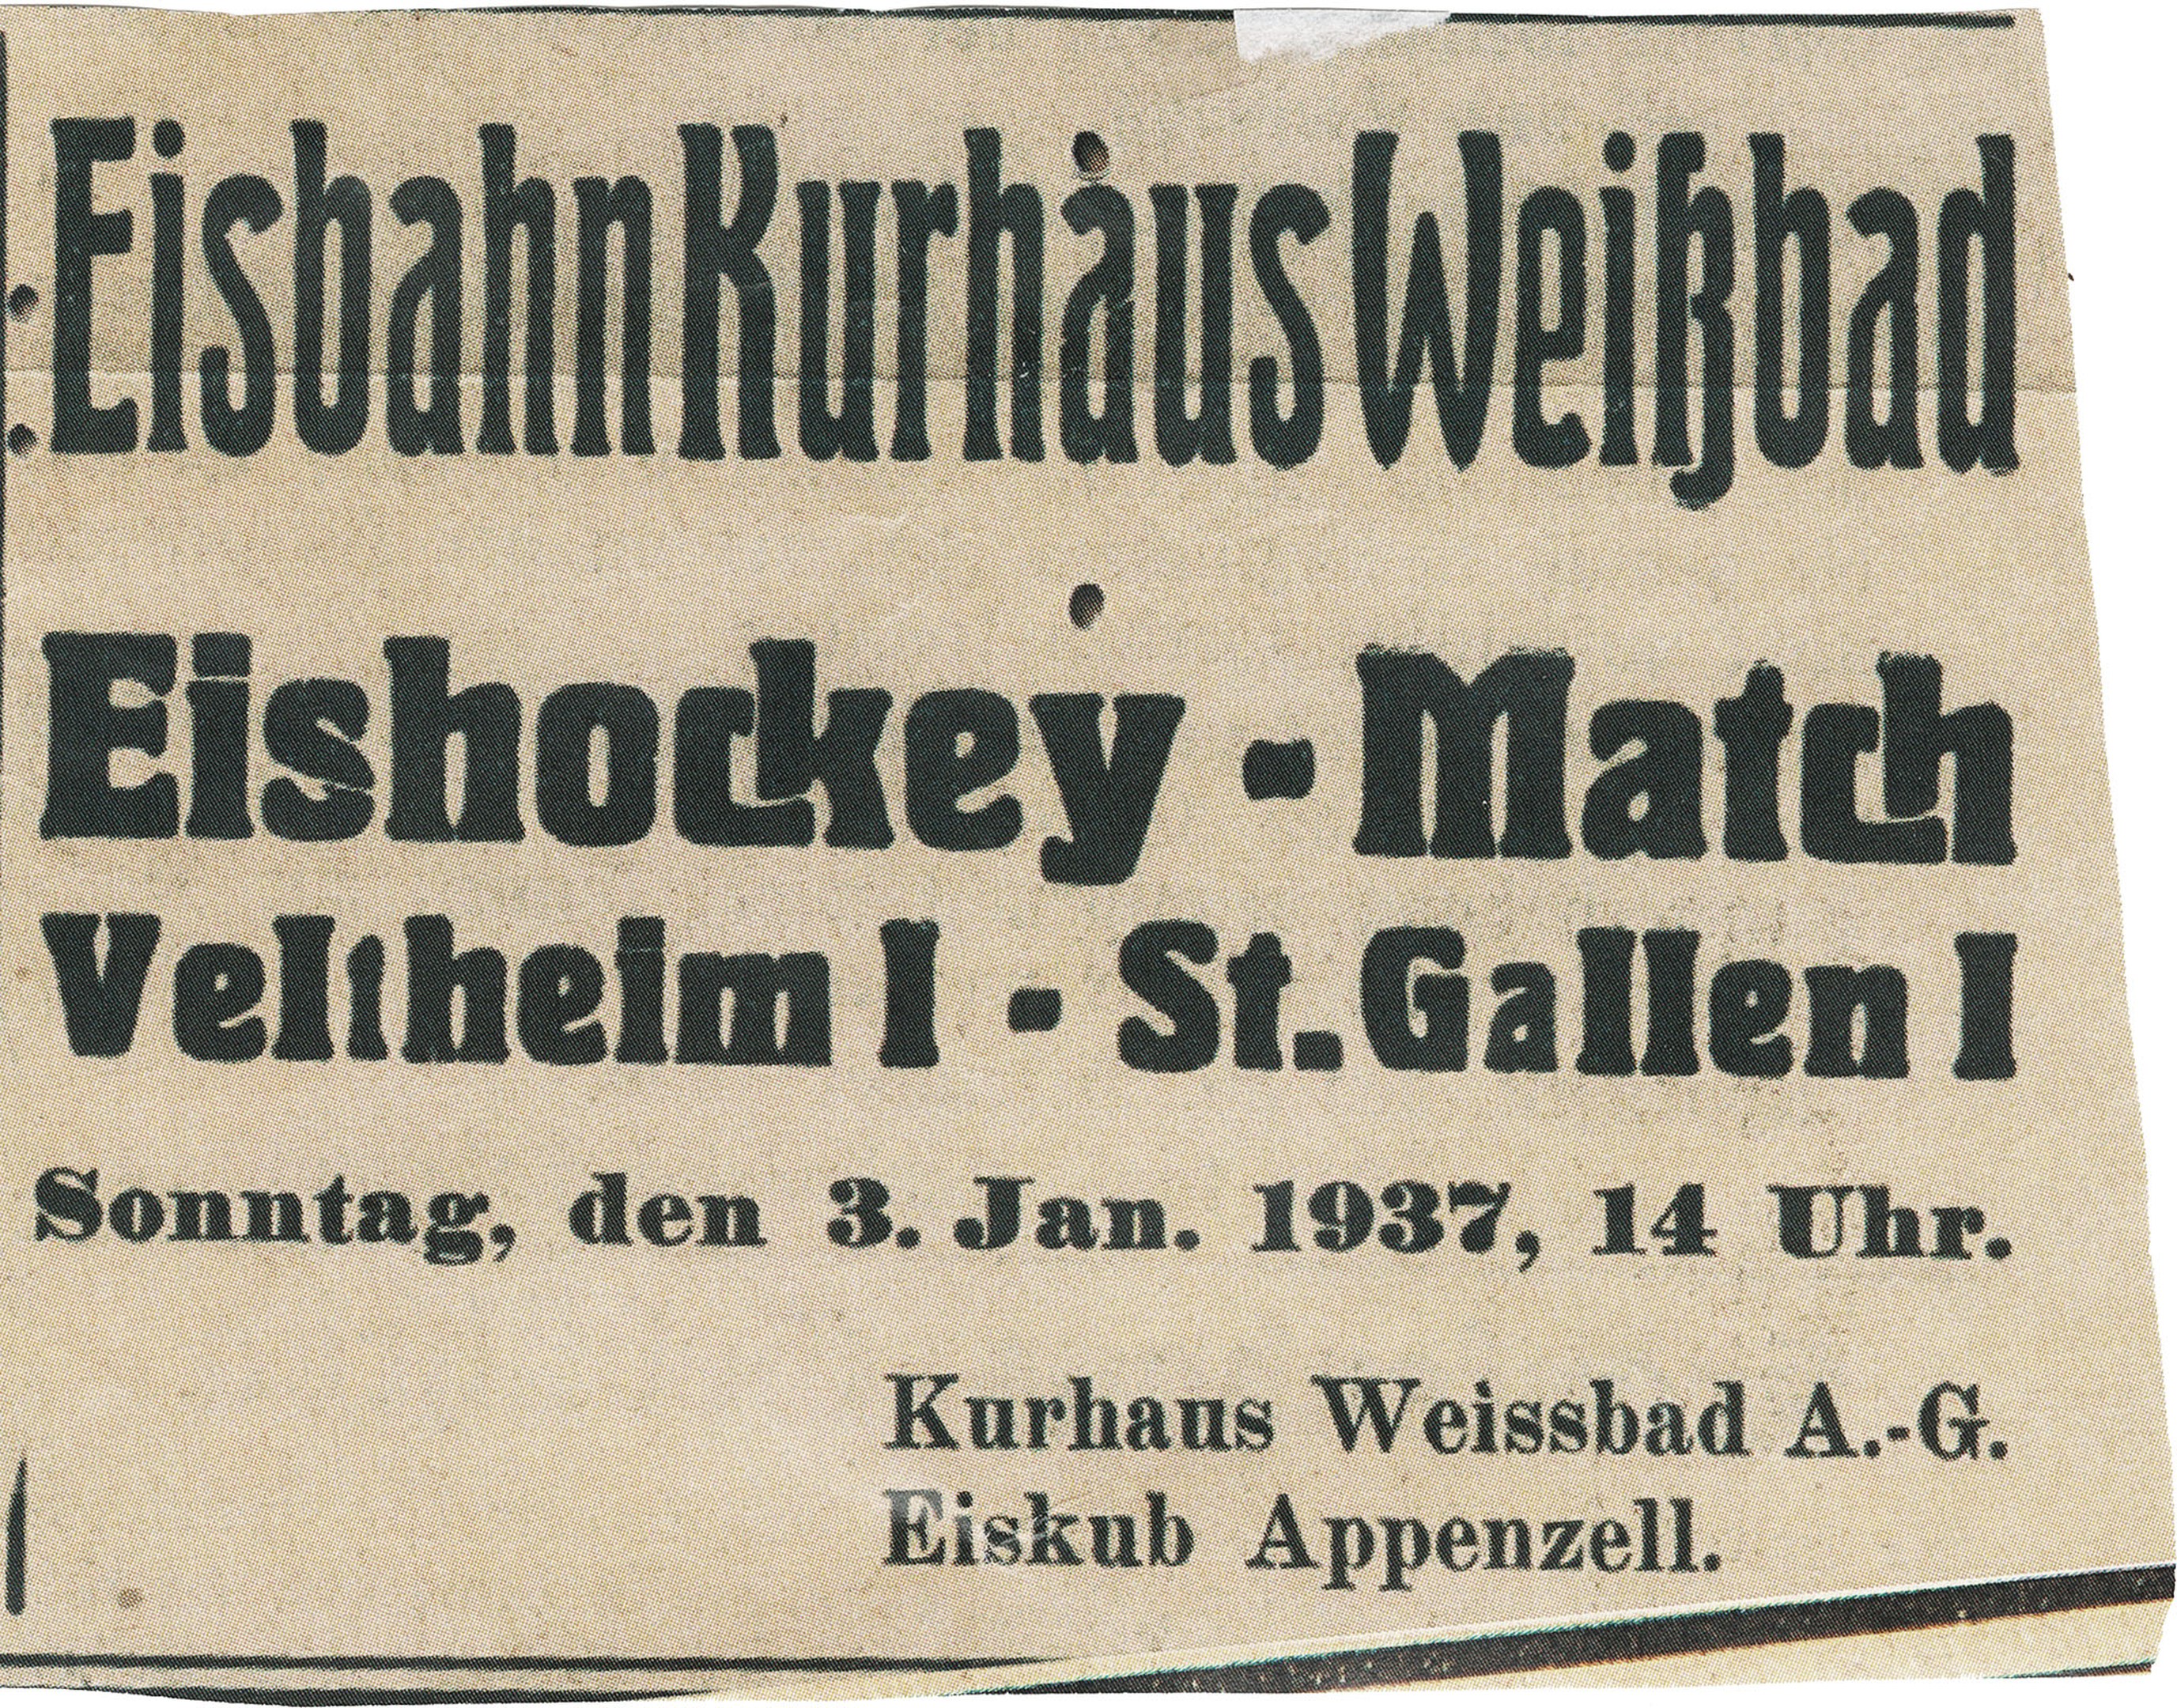 Eisbahn Kurhaus Weißbad
Eishockey - Match
Veltheim I - St. Gallen I
Sonntag, den 3. Jan. 1937, 14 Uhr.
Kurhaus Weissbad A.-G.
Eiskub Appenzell.